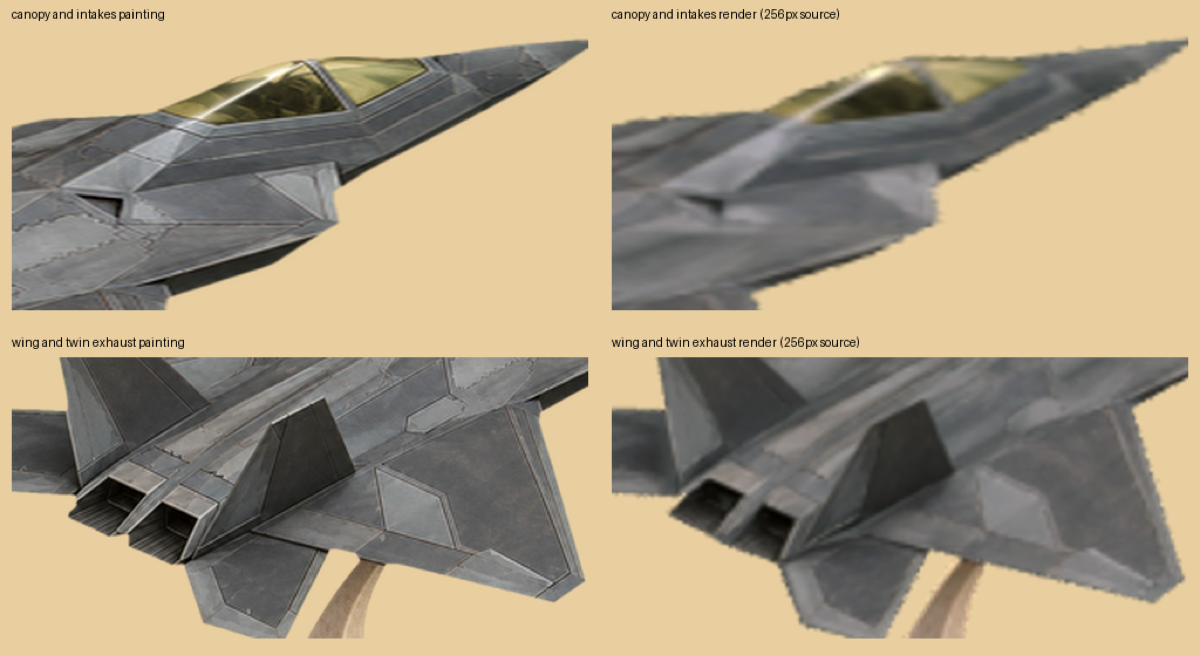 canopy and intakes painting
canopy and intakes render (256px source)
wing and twin exhaust painting
wing and twin exhaust render (256px source)